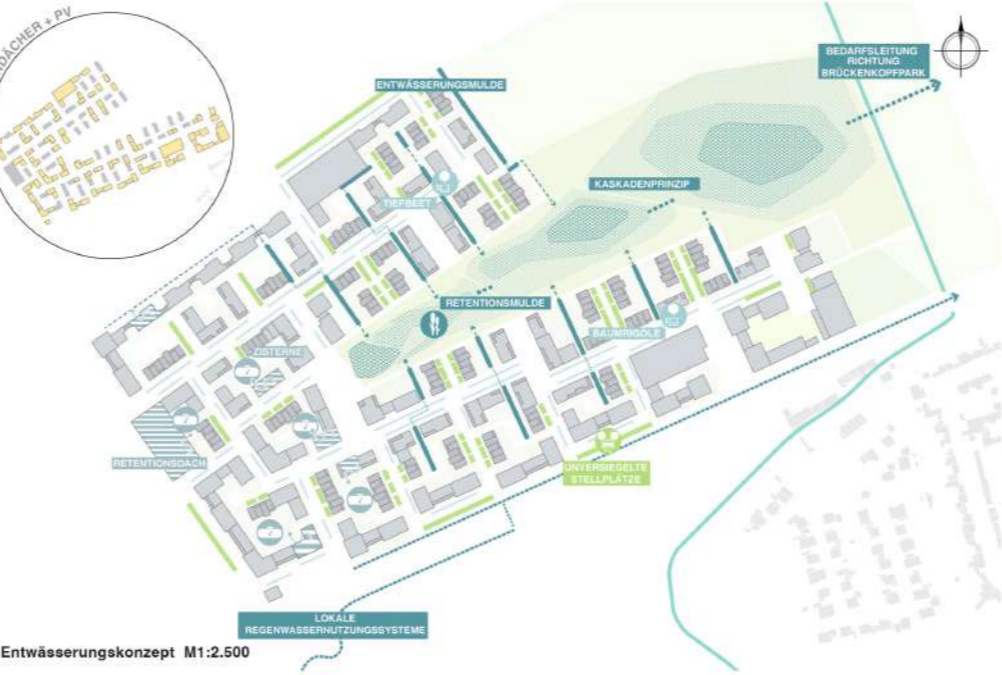 DÄCHER + PV
BEDARFSLEITUNG
RICHTUNG
BRÜCKENKOPFPARK
ENTWÄSSERUNGSMULDE
KASKADENPRINZIP
TIEFBEET
RETENTIONSMULDE
BAUMRIGOLE
ZISTERNE
RETENTIONSDACH
UNVERSIEGELTE
STELLPLÄTZE
LOKALE
REGENWASSERNUTZUNGSSYSTEME
Entwässerungskonzept M1:2.500